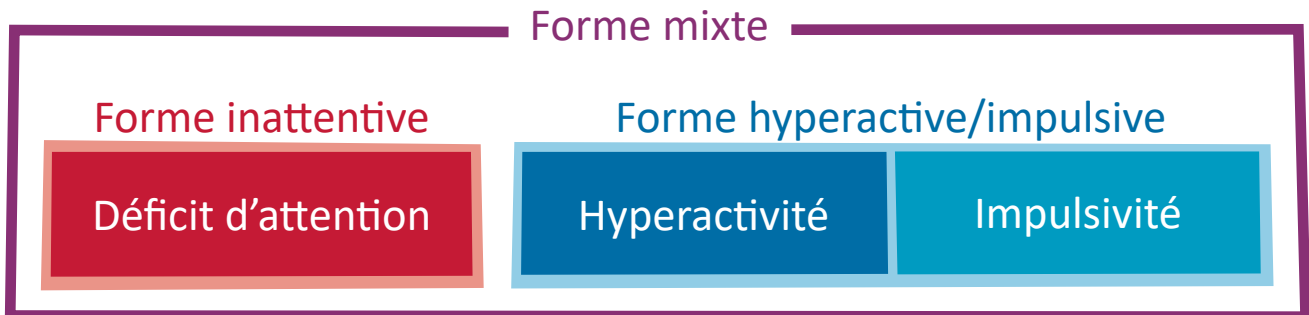 Forme mixte
Forme inattentive
Forme hyperactive/impulsive
Déficit d'attention
Hyperactivité
Impulsivité